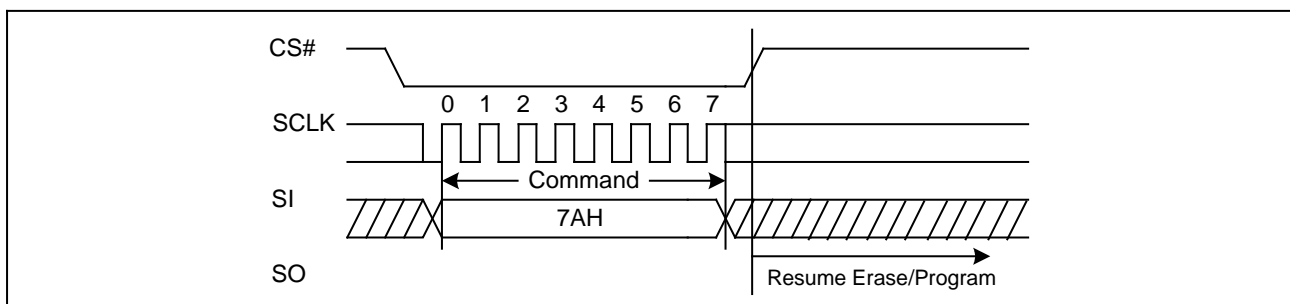 CS#
0 1 2 3 4 5 6 7
SCLK
Command
SI
7AH
SO
Resume Erase/Program